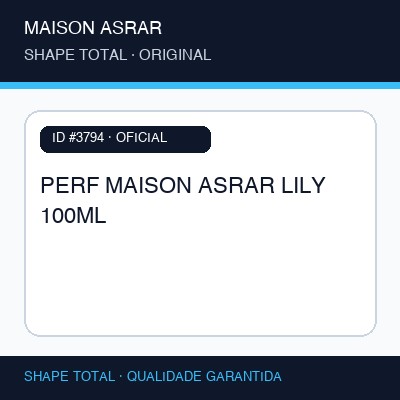 MAISON ASRAR
SHAPE TOTAL · ORIGINAL
ID #3794 · OFICIAL
PERF MAISON ASRAR LILY
100ML
SHAPE TOTAL · QUALIDADE GARANTIDA